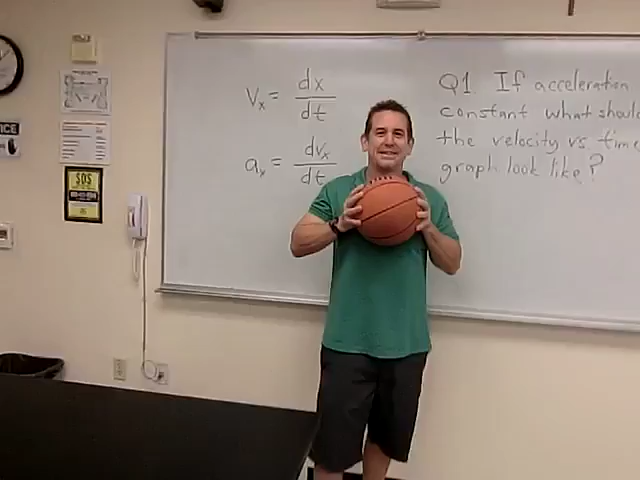 Vx = dx/dt
ax = dvx/dt
Q1 If acceleration
constant what should
the velocity vs. time
graph look like?
SDS